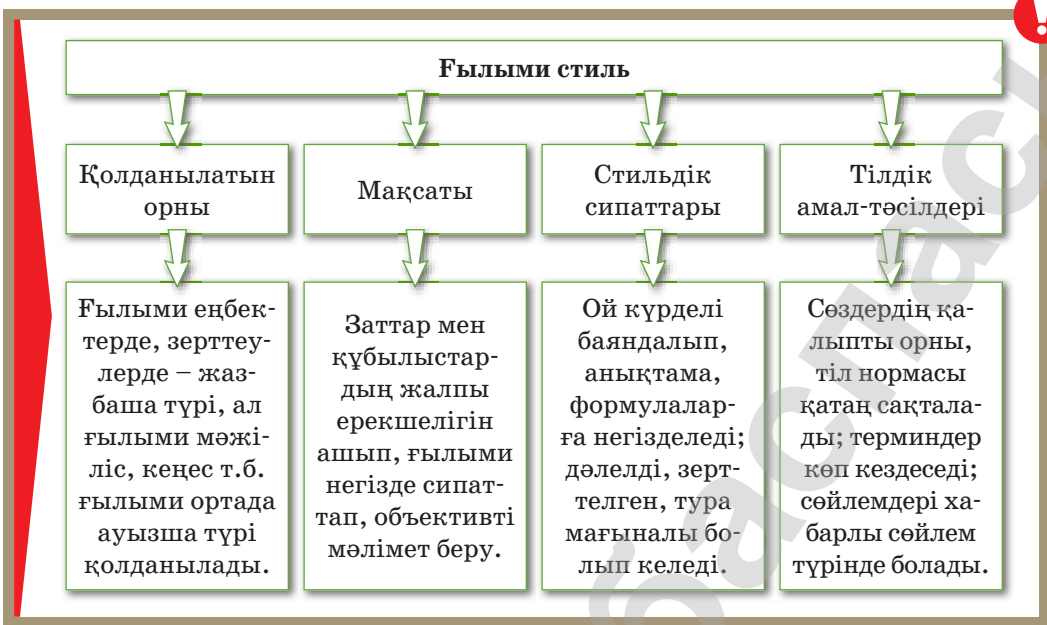 Ғылыми стиль
Қолданылатын
орны
Мақсаты
Стильдік
сипаттары
Тілдік
амал-тәсілдері
Ғылыми еңбек-
терде, зерттеу-
лерде – жаз-
баша түрі, ал
ғылыми мәжі-
ліс, кеңес т.б.
ғылыми ортада
ауызша түрі
қолданылады.
Заттар мен
құбылыстар-
дың жалпы
ерекшелігін
ашып, ғылыми
негізде сипат-
тап, объективті
мәлімет беру.
Ой күрделі
баяндалып,
анықтама,
формулалар-
ға негізделеді;
дәлелді, зерт-
телген, тура
мағыналы бо-
лып келеді.
Сөздердің қа-
лыпты орны,
тіл нормасы
қатаң сақтала-
ды; терминдер
көп кездеседі;
сөйлемдері ха-
барлы сөйлем
түрінде болады.